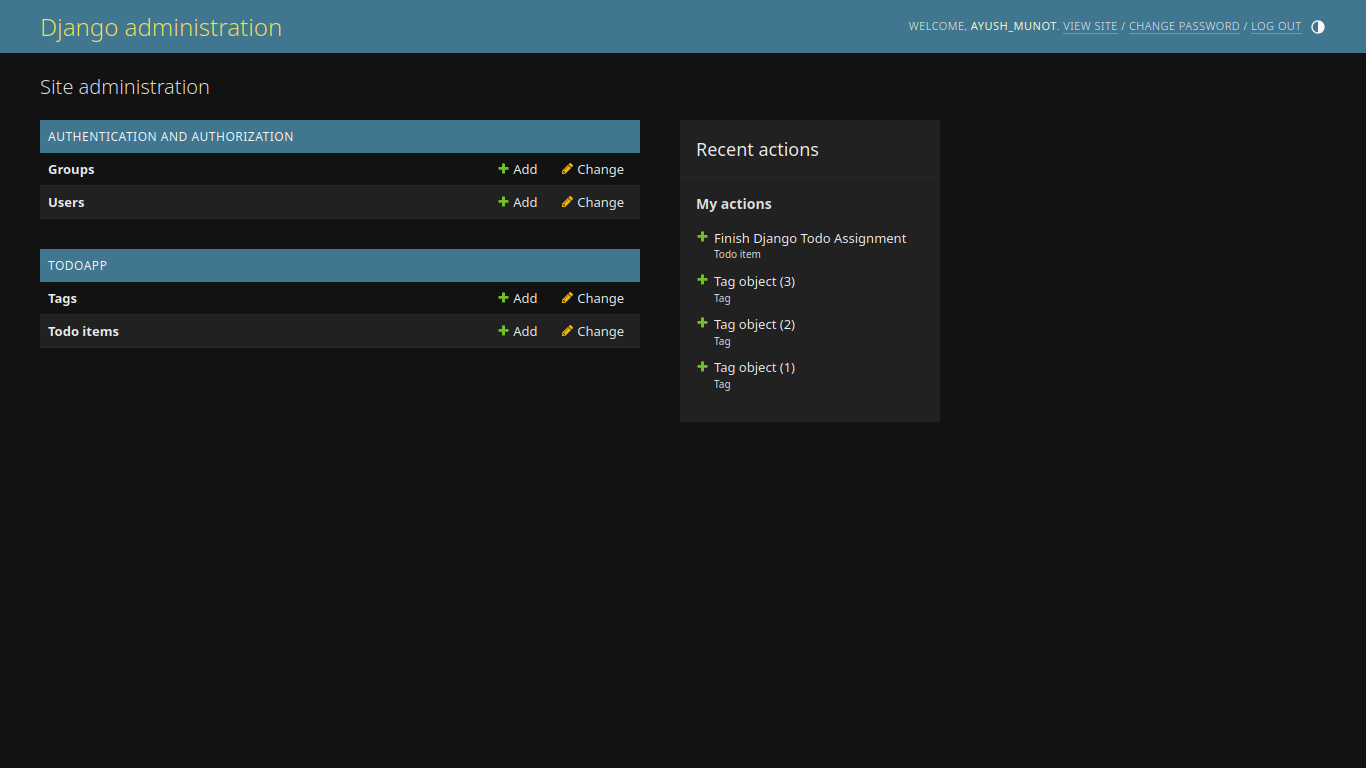 Django administration
WELCOME, AYUSH_MUNOT. VIEW SITE / CHANGE PASSWORD / LOG OUT
Site administration
AUTHENTICATION AND AUTHORIZATION
Groups Add Change
Users Add Change
TODOAPP
Tags Add Change
Todo items Add Change
Recent actions
My actions
Finish Django Todo Assignment
Todo item
Tag object (3)
Tag
Tag object (2)
Tag
Tag object (1)
Tag